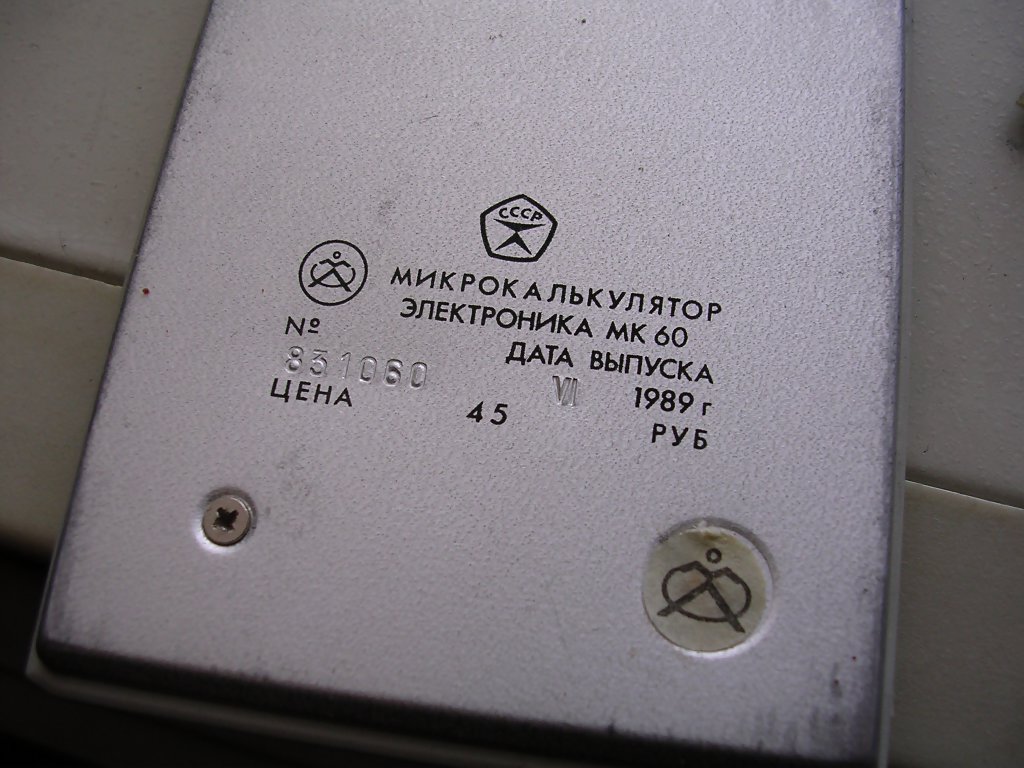 СССР
МИКРОКАЛЬКУЛЯТОР
ЭЛЕКТРОНИКА МК 60
№ ДАТА ВЫПУСКА
831060 VI 1989 г
ЦЕНА 45 РУБ